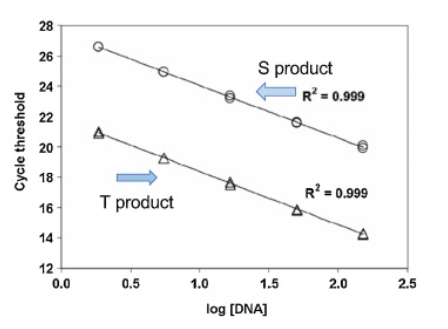 28
26
24
22
20
18
16
14
12
Cycle threshold
S product
R² = 0.999
R² = 0.999
T product
0.0 0.5 1.0 1.5 2.0 2.5
log [DNA]